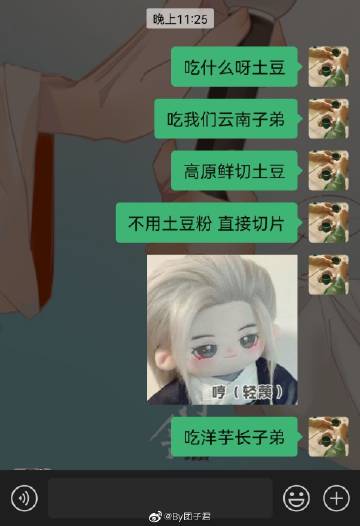 晚上11:25
吃什么呀土豆
吃我们云南子弟
高原鲜切土豆
不用土豆粉 直接切片
哼（轻蔑）
吃洋芋长子弟
@By团子君